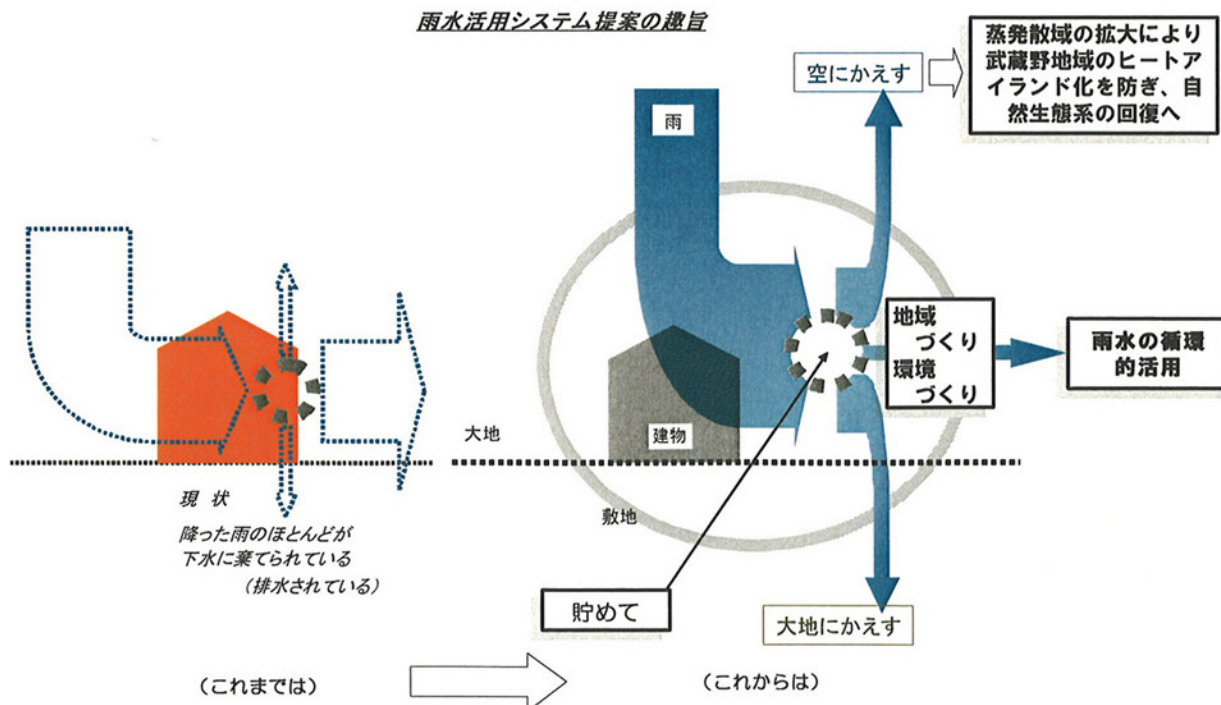 雨水活用システム提案の趣旨
蒸発散域の拡大により
武蔵野地域のヒートア
イランド化を防ぎ、自
然生態系の回復へ
空にかえす
雨
地域
づくり
環境
づくり
雨水の循環
的活用
大地
建物
敷地
現 状
降った雨のほとんどが
下水に棄てられている
（排水されている）
貯めて
大地にかえす
（これまでは）
（これからは）